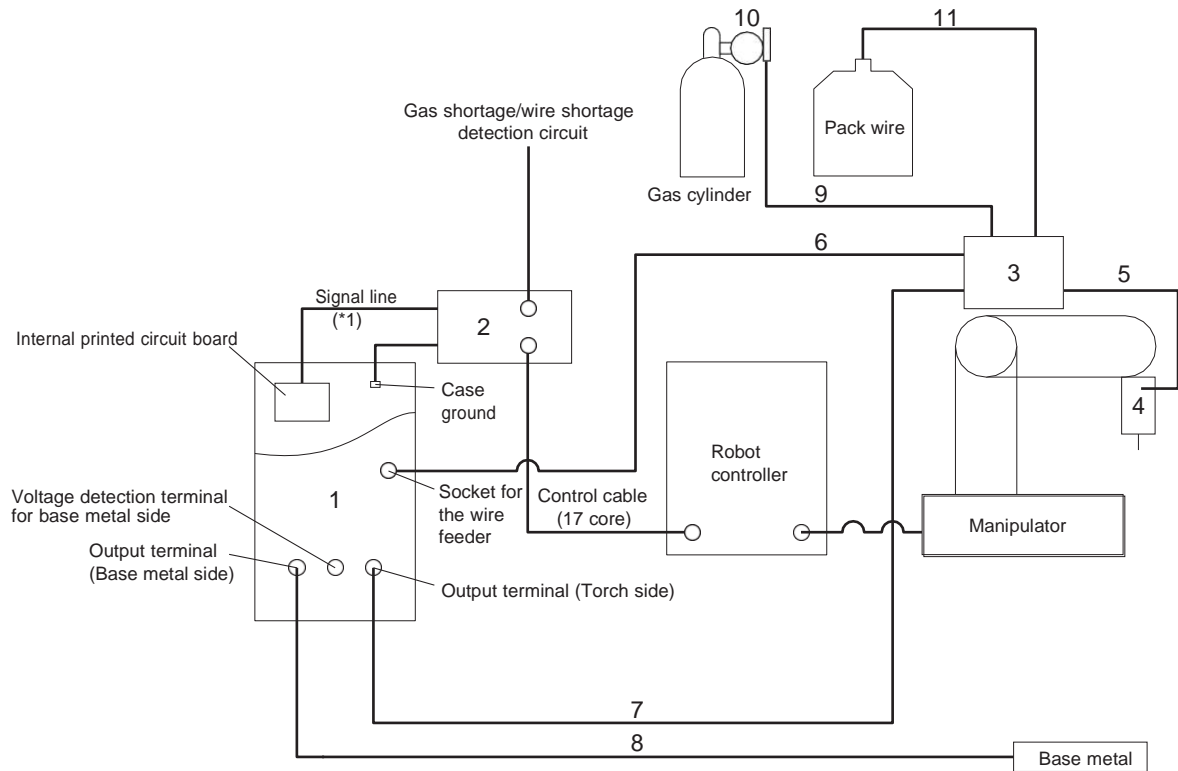 10
11
Gas shortage/wire shortage
detection circuit
Pack wire
Gas cylinder
9
6
3
5
Signal line
(*1)
2
Internal printed circuit board
Case
ground
4
Robot
controller
1
Socket for
the wire
feeder
Control cable
(17 core)
Voltage detection terminal
for base metal side
Manipulator
Output terminal
(Base metal side)
Output terminal (Torch side)
7
8
Base metal